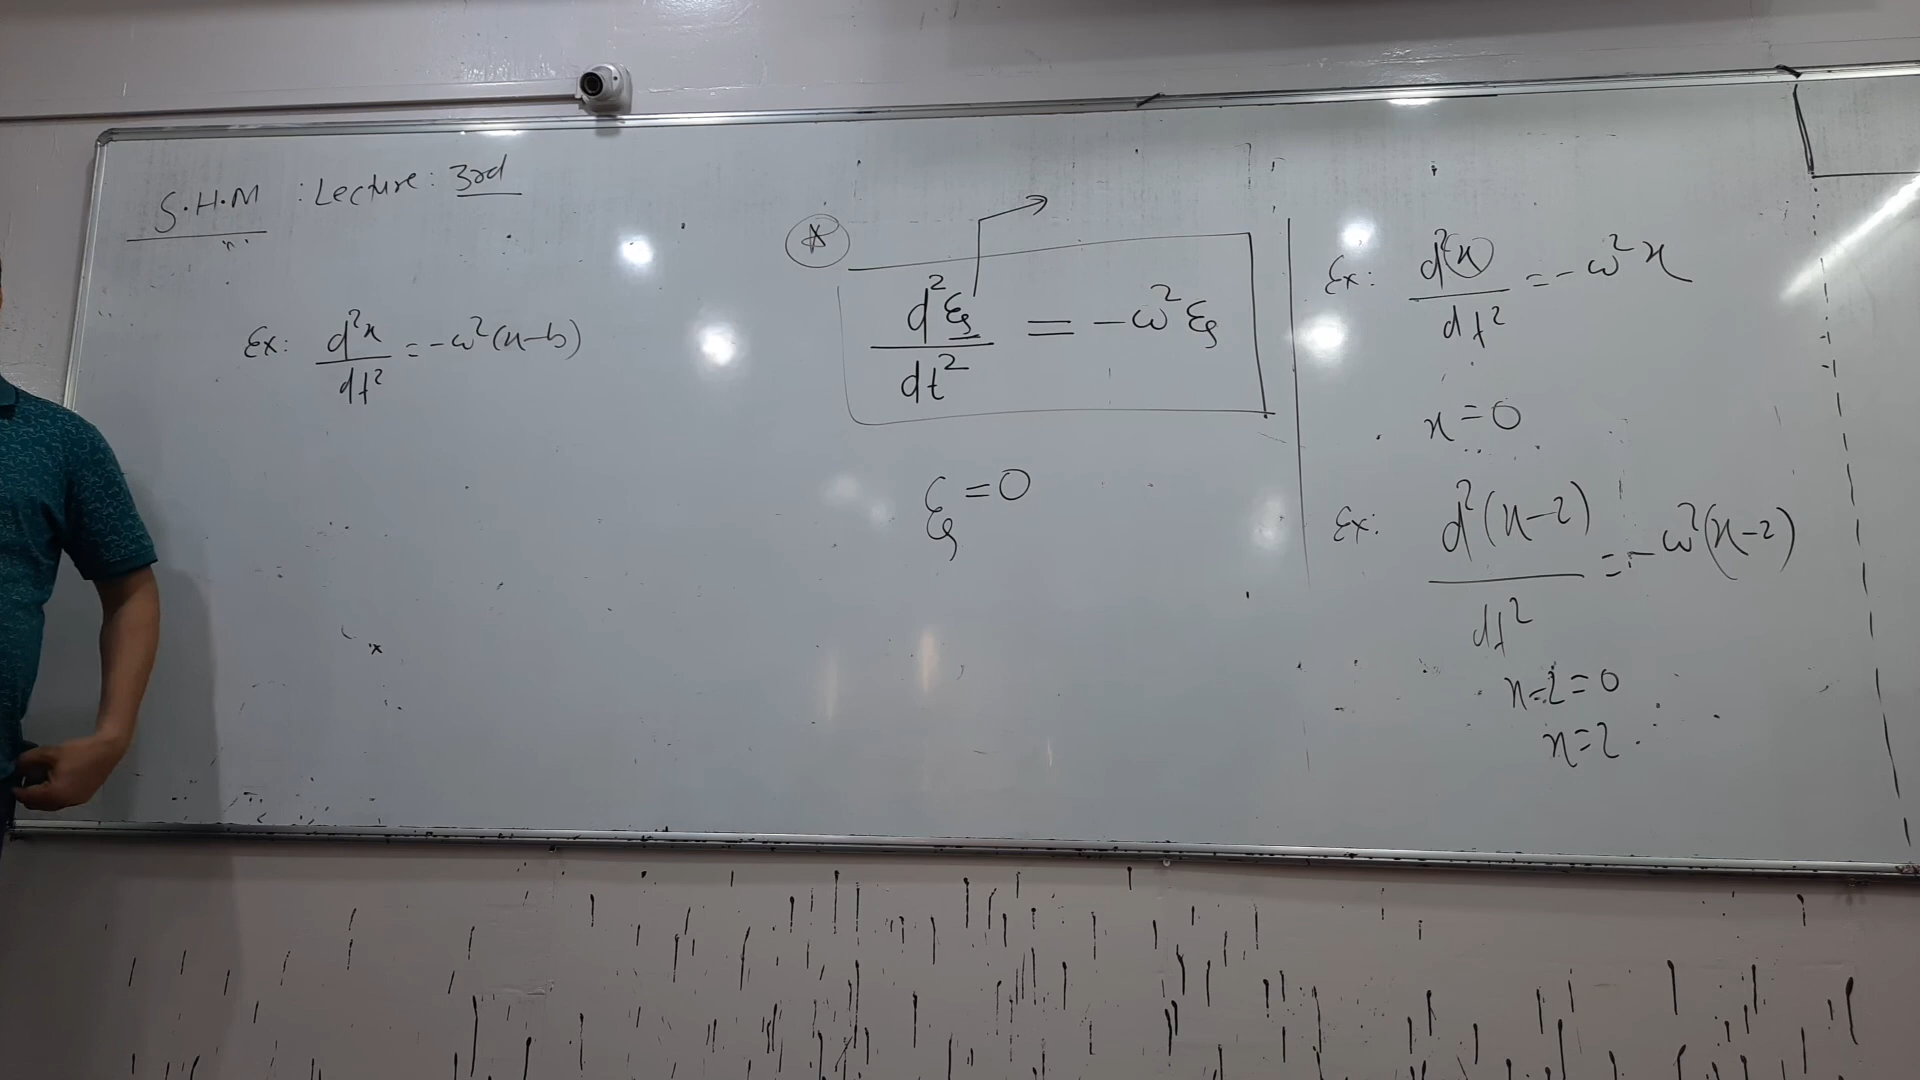 S.H.M : Lecture : 3rd
Ex: d²x/dt² = -ω²(x-b)
d²ξ/dt² = -ω²ξ
ξ = 0
Ex: d²(x)/dt² = -ω²x
x = 0
Ex: d²(x-2)/dt² = -ω²(x-2)
x-2=0
x=2